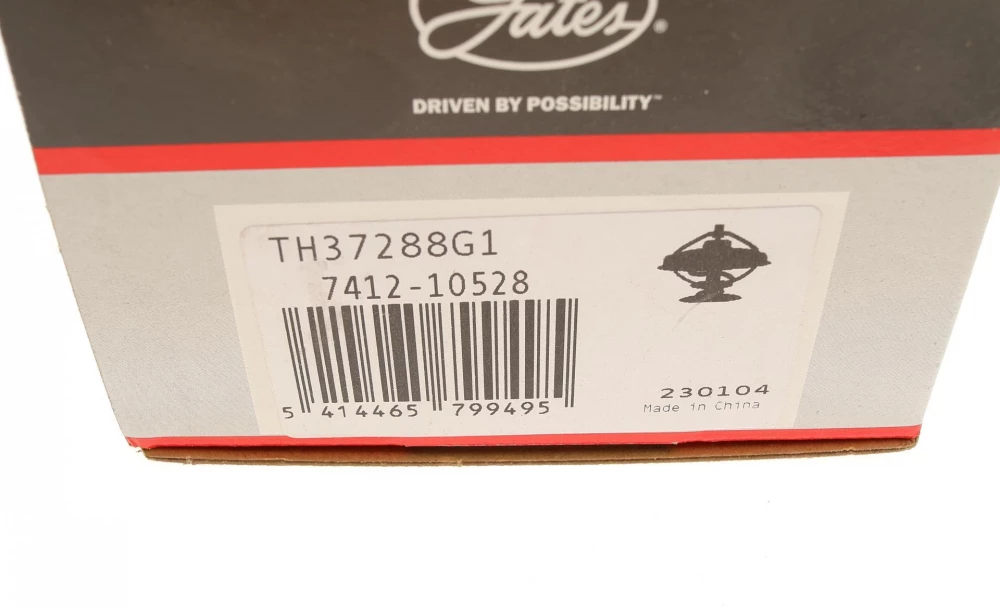 Gates®
DRIVEN BY POSSIBILITY™
TH37288G1
7412-10528
5 414465 799495
230104
Made in China